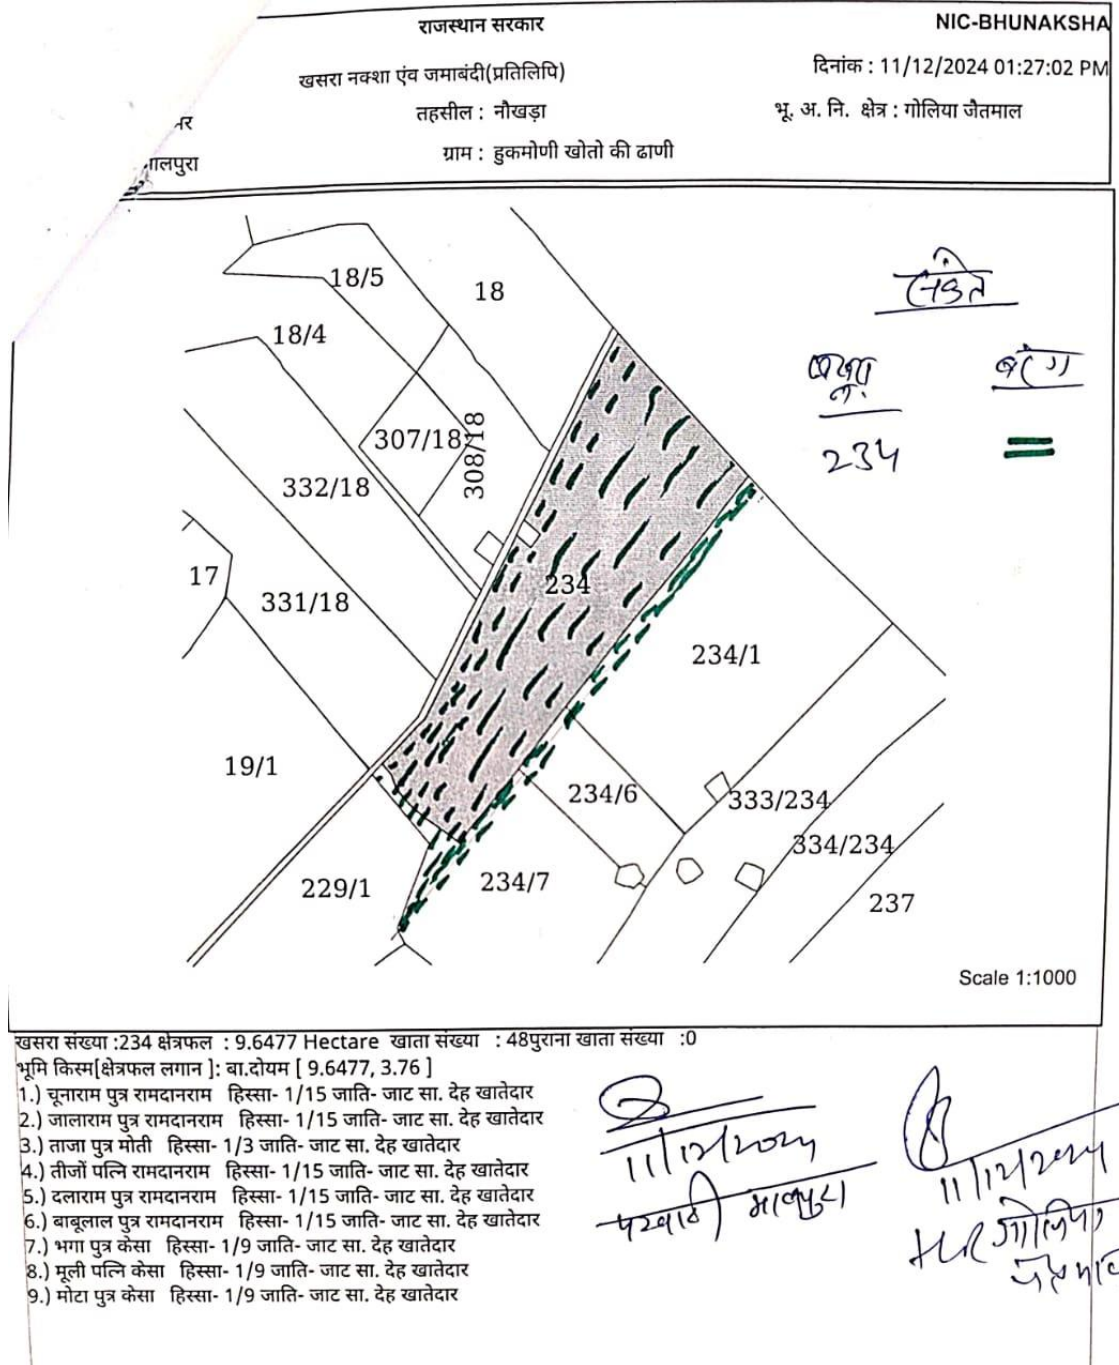 राजस्थान सरकार
NIC-BHUNAKSHA
खसरा नक्शा एंव जमाबंदी(प्रतिलिपि)
दिनांक : 11/12/2024 01:27:02 PM
तहसील : नौखड़ा
भू. अ. नि. क्षेत्र : गोलिया जैतमाल
ालपुरा
ग्राम : हुकमोणी खोतो की ढाणी
18/5
18
18/4
307/18
308/18
332/18
234
17
331/18
234
234/1
19/1
234/6
333/234
334/234
229/1
234/7
237
Scale 1:1000
खसरा संख्या :234 क्षेत्रफल : 9.6477 Hectare खाता संख्या : 48पुराना खाता संख्या :0
भूमि किस्म[क्षेत्रफल लगान ]: बा.दोयम [ 9.6477, 3.76 ]
1.) चूनाराम पुत्र रामदानराम हिस्सा- 1/15 जाति- जाट सा. देह खातेदार
2.) जालाराम पुत्र रामदानराम हिस्सा- 1/15 जाति- जाट सा. देह खातेदार
3.) ताजा पुत्र मोती हिस्सा- 1/3 जाति- जाट सा. देह खातेदार
4.) तीजों पत्नि रामदानराम हिस्सा- 1/15 जाति- जाट सा. देह खातेदार
5.) दलाराम पुत्र रामदानराम हिस्सा- 1/15 जाति- जाट सा. देह खातेदार
6.) बाबूलाल पुत्र रामदानराम हिस्सा- 1/15 जाति- जाट सा. देह खातेदार
7.) भगा पुत्र केसा हिस्सा- 1/9 जाति- जाट सा. देह खातेदार
8.) मूली पत्नि केसा हिस्सा- 1/9 जाति- जाट सा. देह खातेदार
9.) मोटा पुत्र केसा हिस्सा- 1/9 जाति- जाट सा. देह खातेदार
11/12/2024
11/12/2024